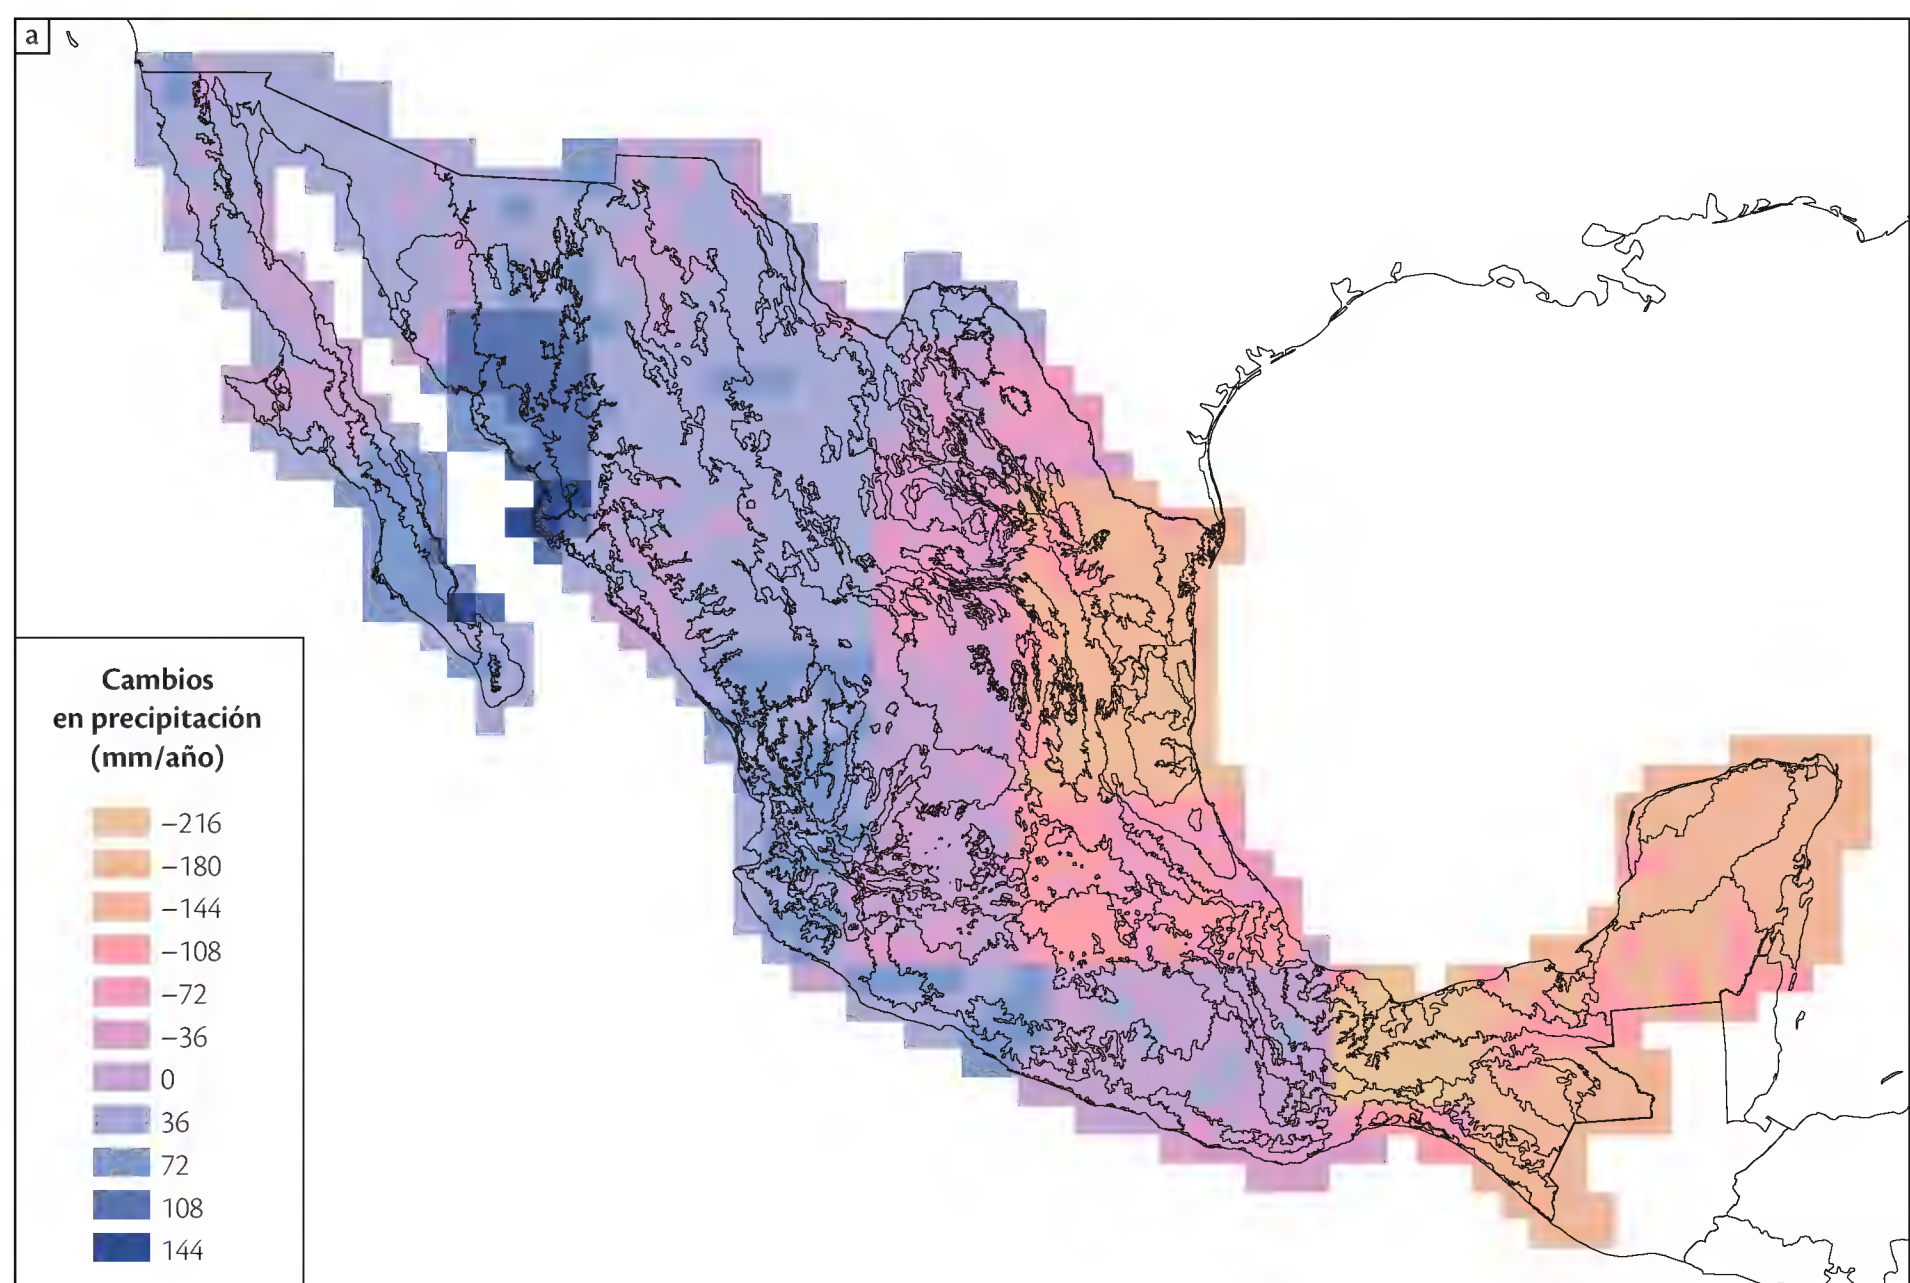 a
Cambios
en precipitación
(mm/año)
–216
–180
–144
–108
–72
–36
0
36
72
108
144